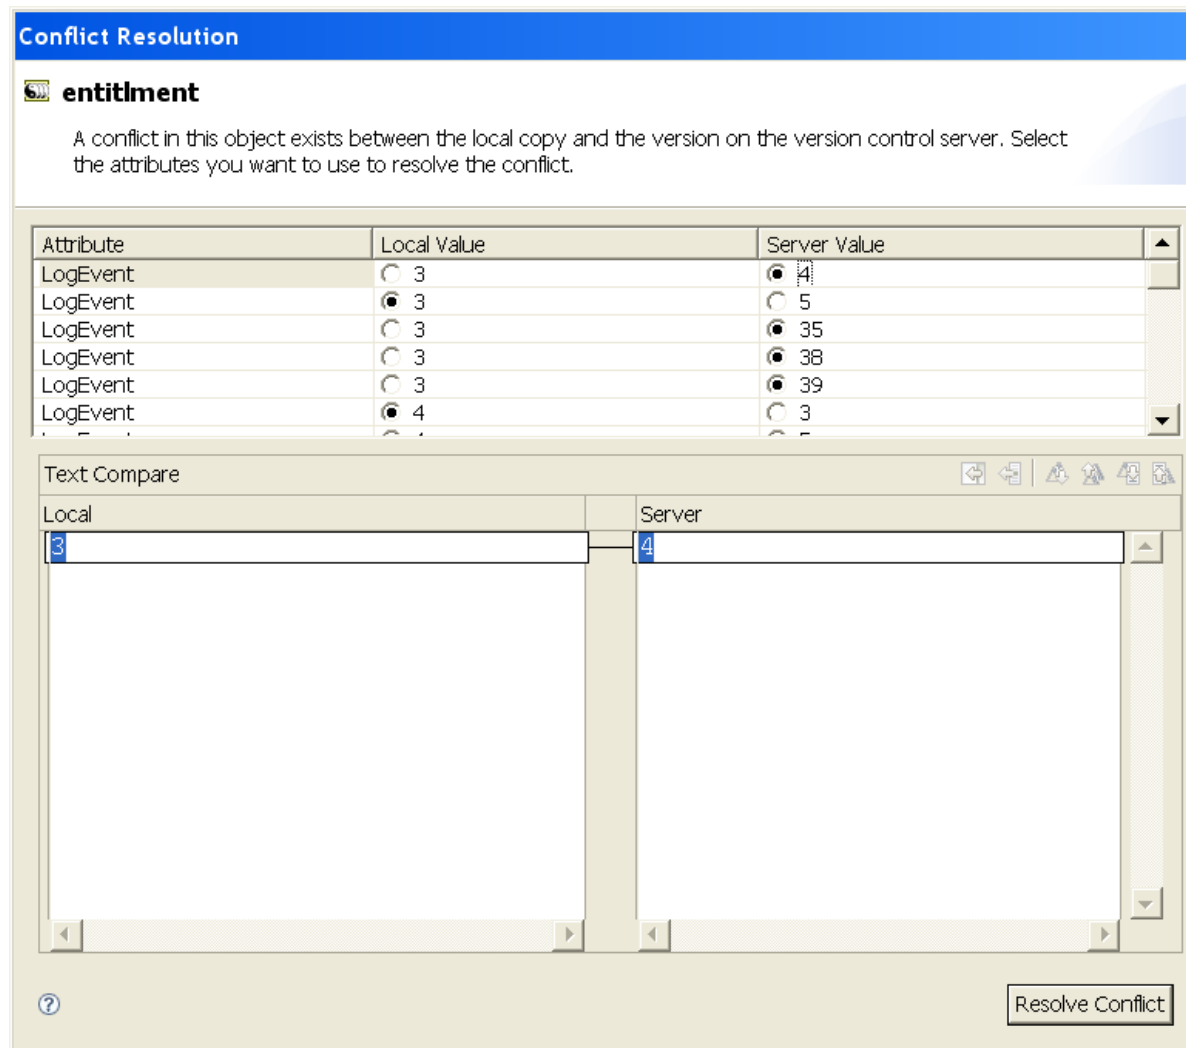 Conflict Resolution
entitlment
A conflict in this object exists between the local copy and the version on the version control server. Select
the attributes you want to use to resolve the conflict.
Attribute Local Value Server Value
LogEvent 3 4
LogEvent 3 5
LogEvent 3 35
LogEvent 3 38
LogEvent 3 39
LogEvent 4 3
Text Compare
Local Server
3 4
Resolve Conflict